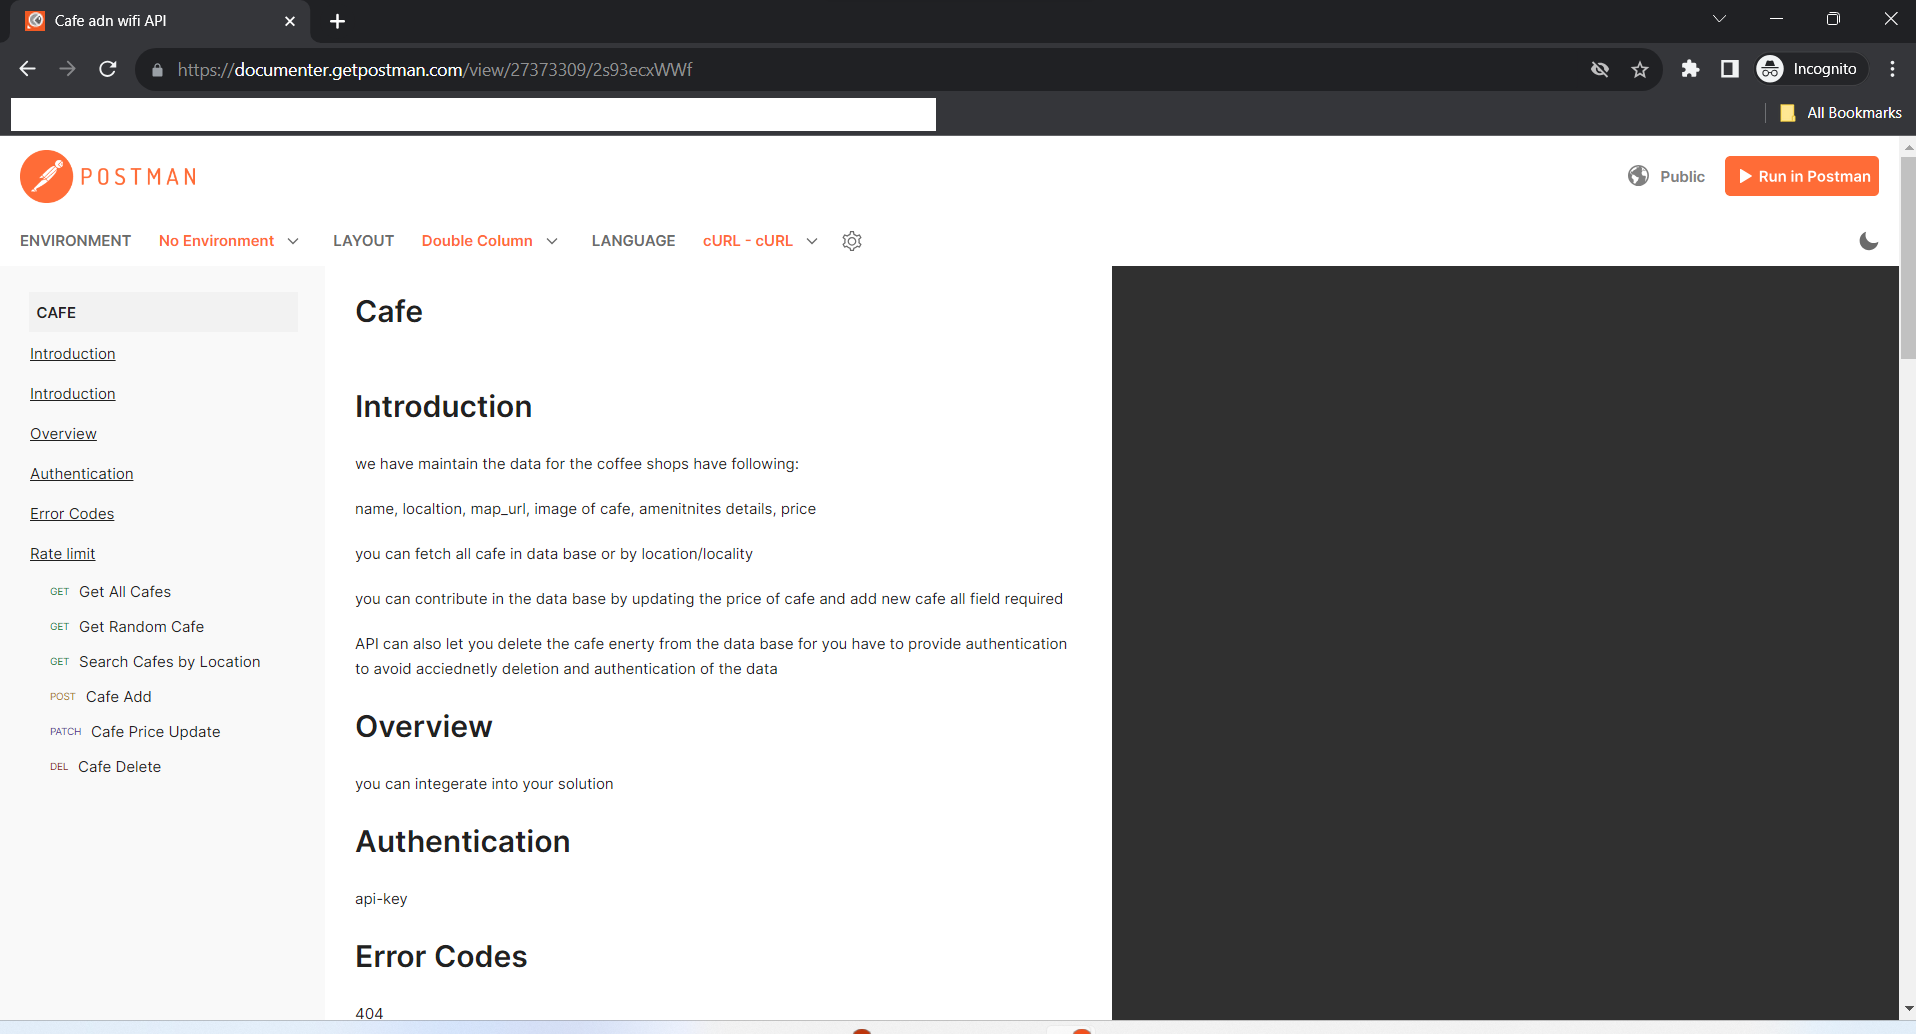 Cafe adn wifi API
https://documenter.getpostman.com/view/27373309/2s93ecxWWf
Incognito
All Bookmarks
POSTMAN
Public
Run in Postman
ENVIRONMENT No Environment LAYOUT Double Column LANGUAGE cURL - cURL
CAFE
Introduction
Introduction
Overview
Authentication
Error Codes
Rate limit
GET Get All Cafes
GET Get Random Cafe
GET Search Cafes by Location
POST Cafe Add
PATCH Cafe Price Update
DEL Cafe Delete
Cafe
Introduction
we have maintain the data for the coffee shops have following:
name, localtion, map_url, image of cafe, amenitnites details, price
you can fetch all cafe in data base or by location/locality
you can contribute in the data base by updating the price of cafe and add new cafe all field required
API can also let you delete the cafe enerty from the data base for you have to provide authentication
to avoid acciednetly deletion and authentication of the data
Overview
you can integerate into your solution
Authentication
api-key
Error Codes
404